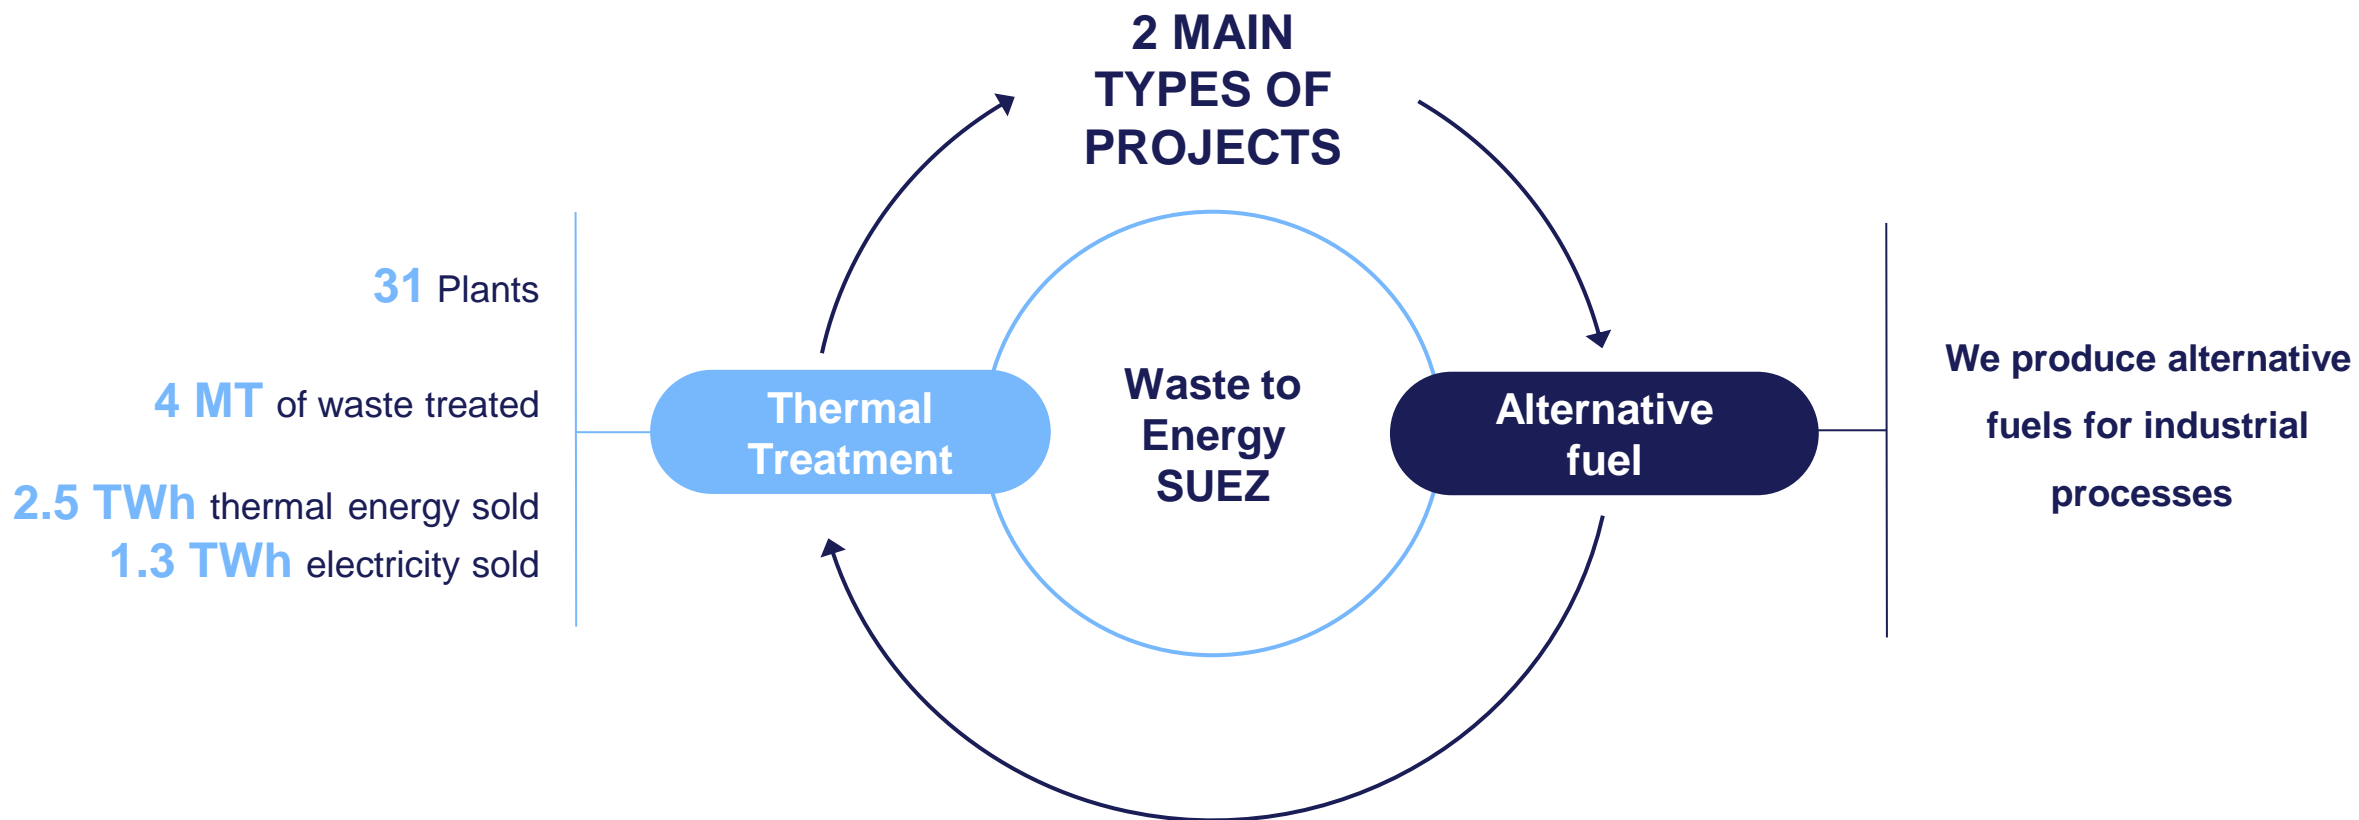 2 MAIN
TYPES OF
PROJECTS
31 Plants
4 MT of waste treated
2.5 TWh thermal energy sold
1.3 TWh electricity sold
Thermal
Treatment
Waste to
Energy
SUEZ
Alternative
fuel
We produce alternative
fuels for industrial
processes